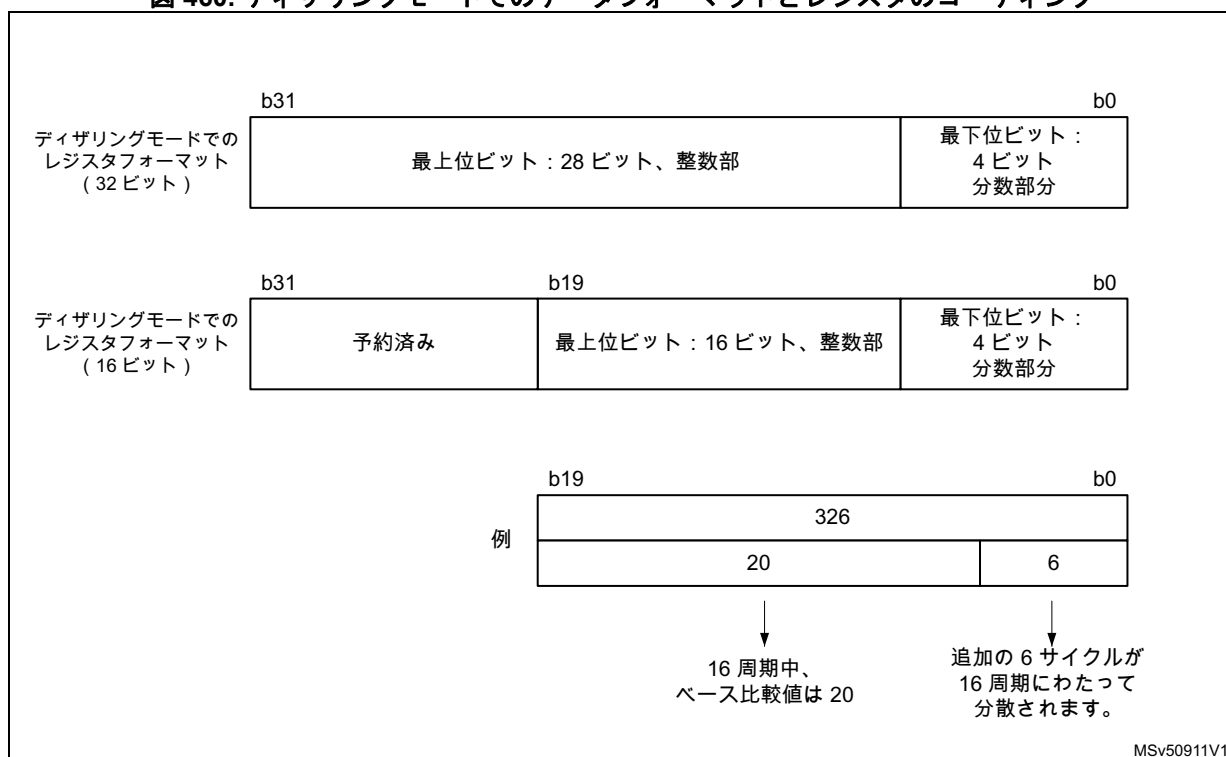 b31 b0
ディザリングモードでの
レジスタフォーマット
(32 ビット)
最上位ビット:28 ビット、整数部
最下位ビット:
4 ビット
分数部分
b31 b19 b0
ディザリングモードでの
レジスタフォーマット
(16 ビット)
予約済み
最上位ビット:16 ビット、整数部
最下位ビット:
4 ビット
分数部分
b19 b0
例
326
20 6
16 周期中、
ベース比較値は 20
追加の 6 サイクルが
16 周期にわたって
分散されます。
MSv50911V1